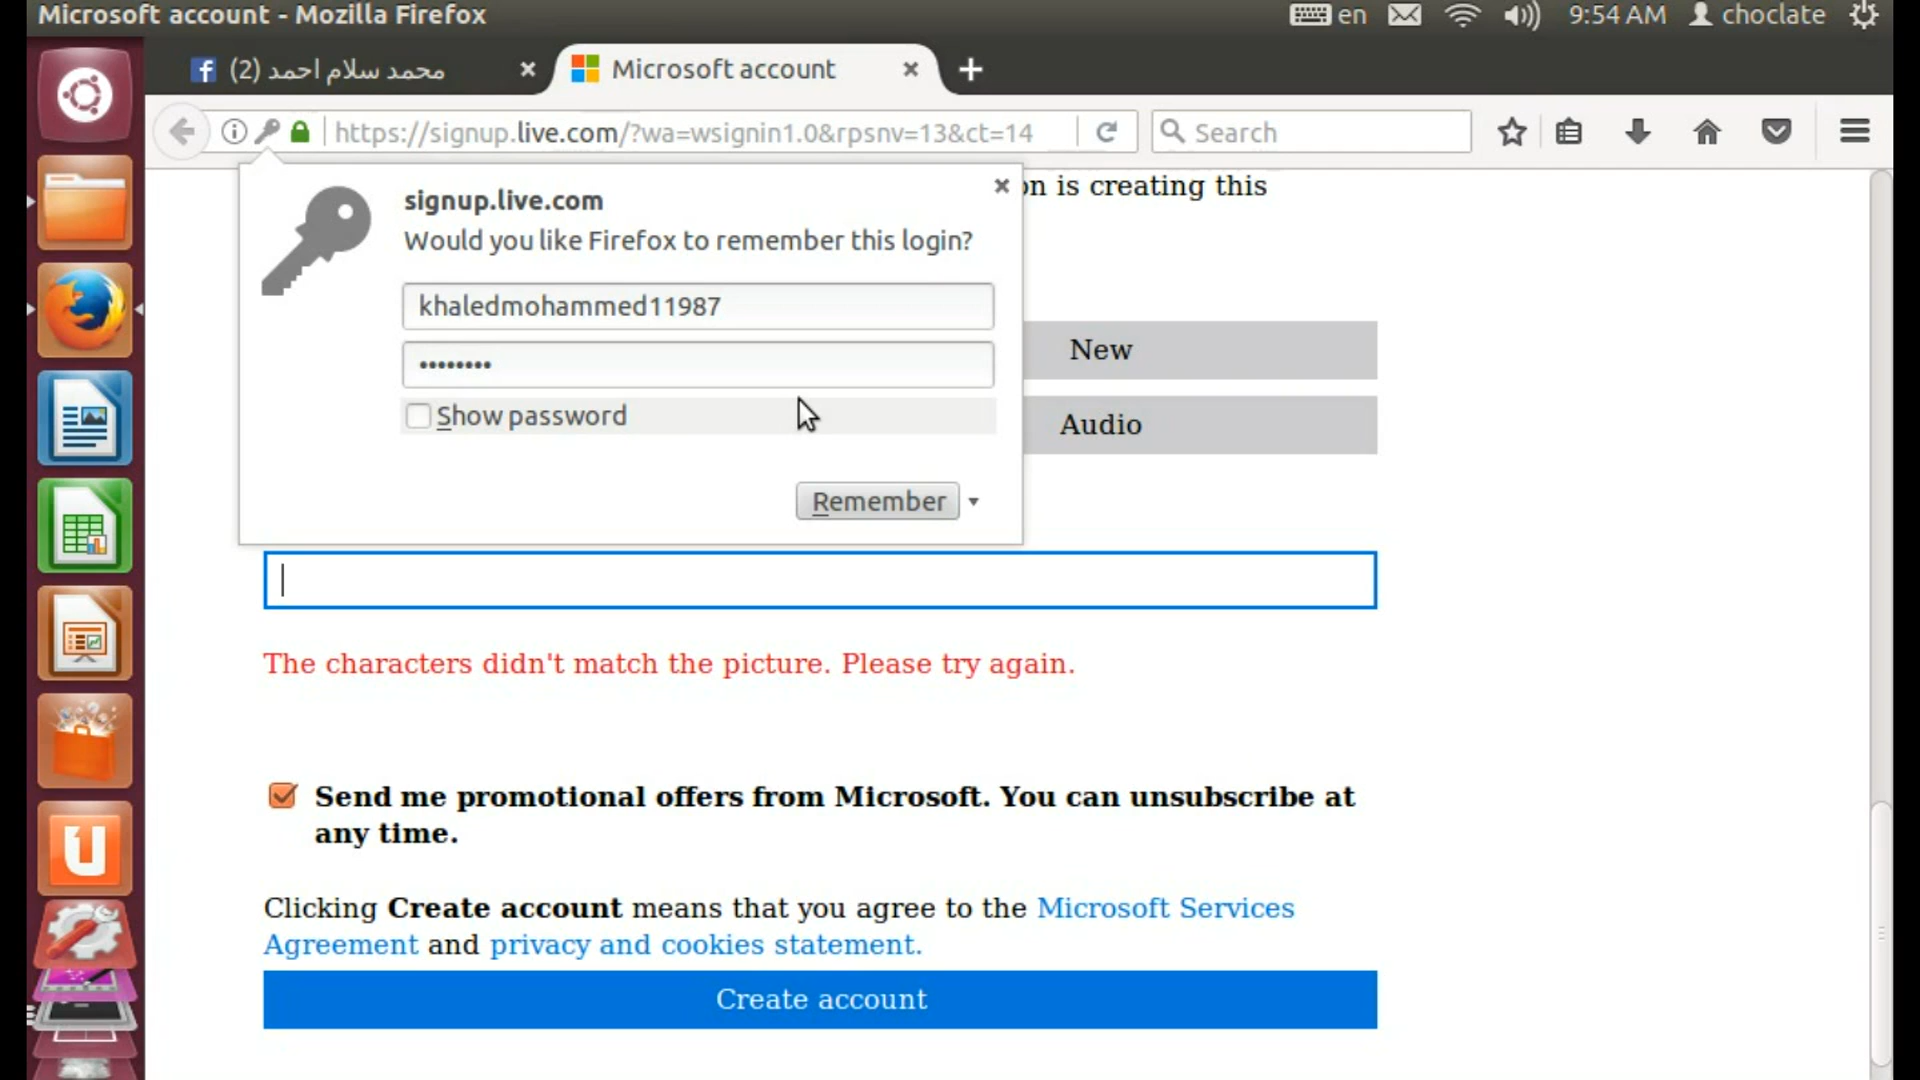 Microsoft account - Mozilla Firefox
en
9:54 AM
choclate
محمد سلام احمد (2)
Microsoft account
https://signup.live.com/?wa=wsignin1.0&rpsnv=13&ct=14
Search
signup.live.com
on is creating this
Would you like Firefox to remember this login?
khaledmohammed11987
••••••••
New
Show password
Audio
Remember
The characters didn't match the picture. Please try again.
Send me promotional offers from Microsoft. You can unsubscribe at
any time.
Clicking Create account means that you agree to the Microsoft Services
Agreement and privacy and cookies statement.
Create account